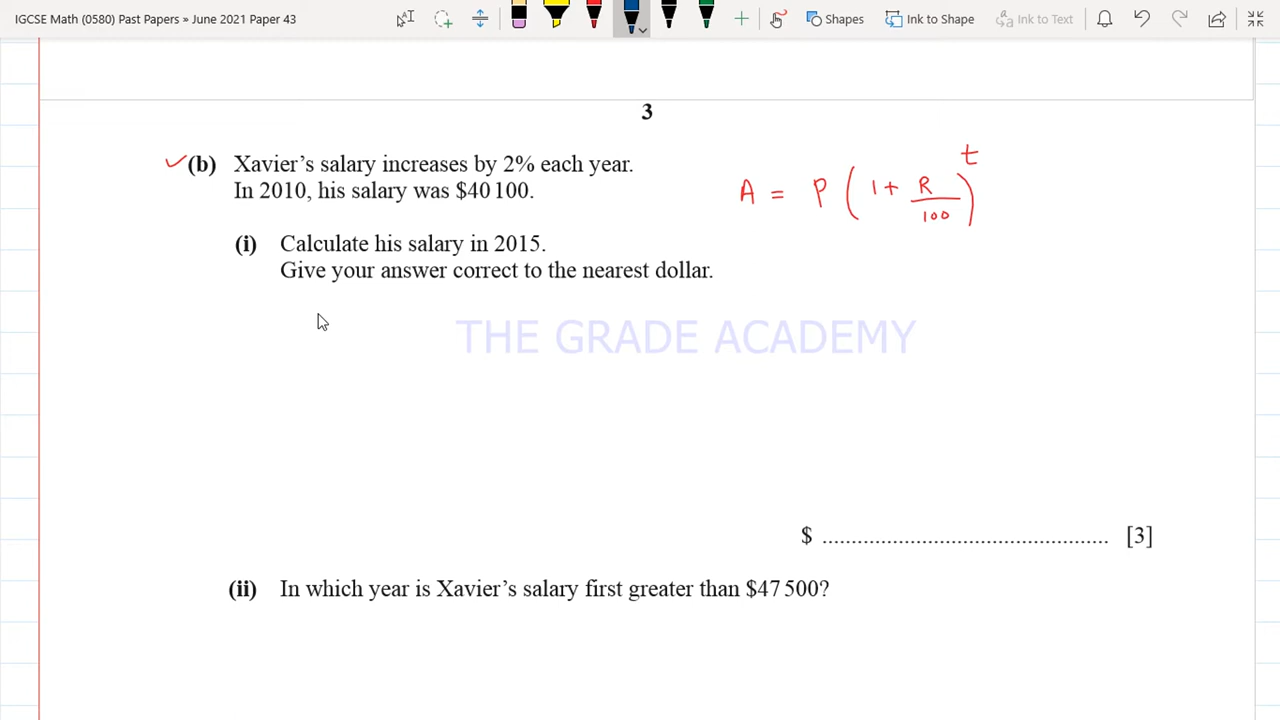 IGCSE Math (0580) Past Papers » June 2021 Paper 43
Shapes
Ink to Shape
Ink to Text
3
(b) Xavier's salary increases by 2% each year.
In 2010, his salary was $40 100.
A = P ( 1 + R/100 )^t
(i) Calculate his salary in 2015.
Give your answer correct to the nearest dollar.
THE GRADE ACADEMY
$ ................................................ [3]
(ii) In which year is Xavier's salary first greater than $47 500?